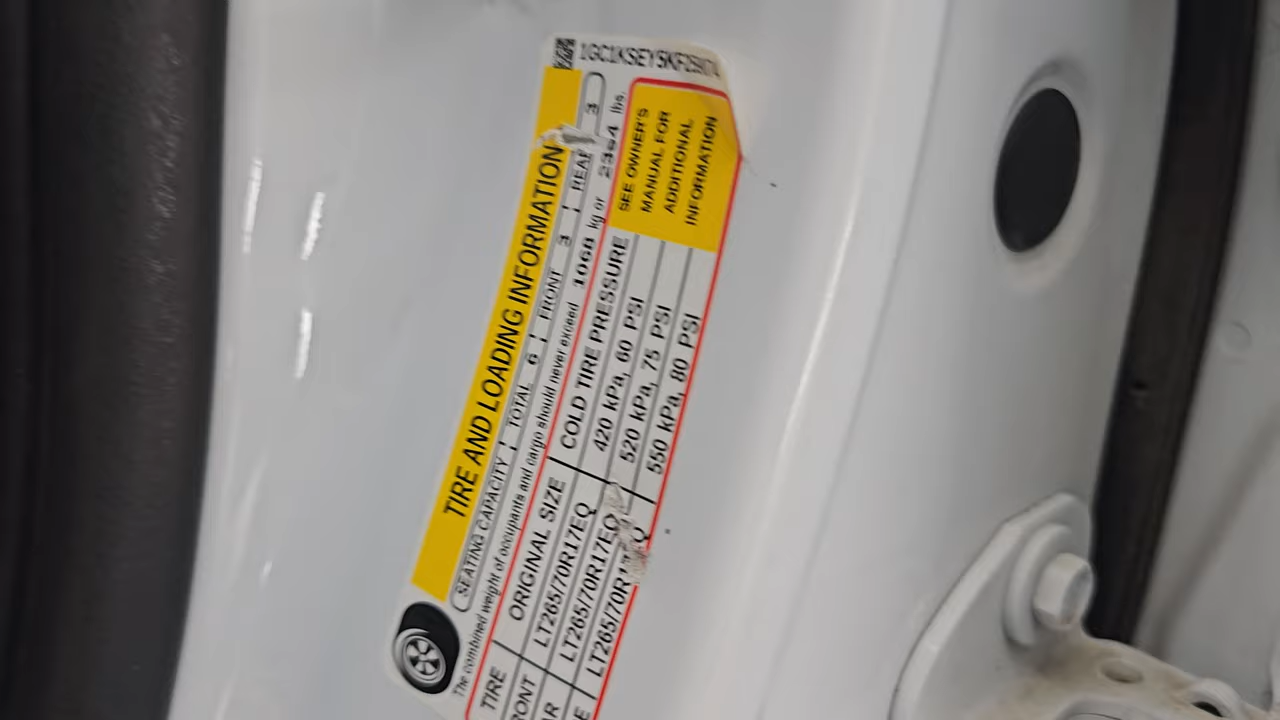 TIRE AND LOADING INFORMATION
SEATING CAPACITY TOTAL 6 FRONT 3 REAR 3
The combined weight of occupants and cargo should never exceed 1068 kg or lbs.
TIRE ORIGINAL SIZE COLD TIRE PRESSURE
LT265/70R17EQ 420 kPa, 60 PSI
LT265/70R17EQ 520 kPa, 75 PSI
550 kPa, 80 PSI
SEE OWNER'S
MANUAL FOR
ADDITIONAL
INFORMATION